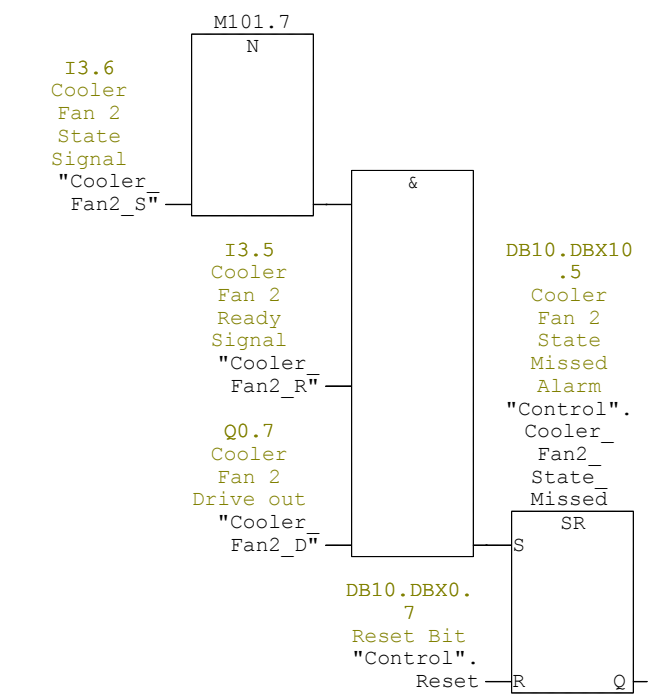 M101.7
N
I3.6
Cooler
Fan 2
State
Signal
"Cooler_
Fan2_S"
&
I3.5
Cooler
Fan 2
Ready
Signal
"Cooler_
Fan2_R"
Q0.7
Cooler
Fan 2
Drive out
"Cooler_
Fan2_D"
DB10.DBX10
.5
Cooler
Fan 2
State
Missed
Alarm
"Control".
Cooler_
Fan2_
State_
Missed
SR
S
DB10.DBX0.
7
Reset Bit
"Control".
Reset
R
Q